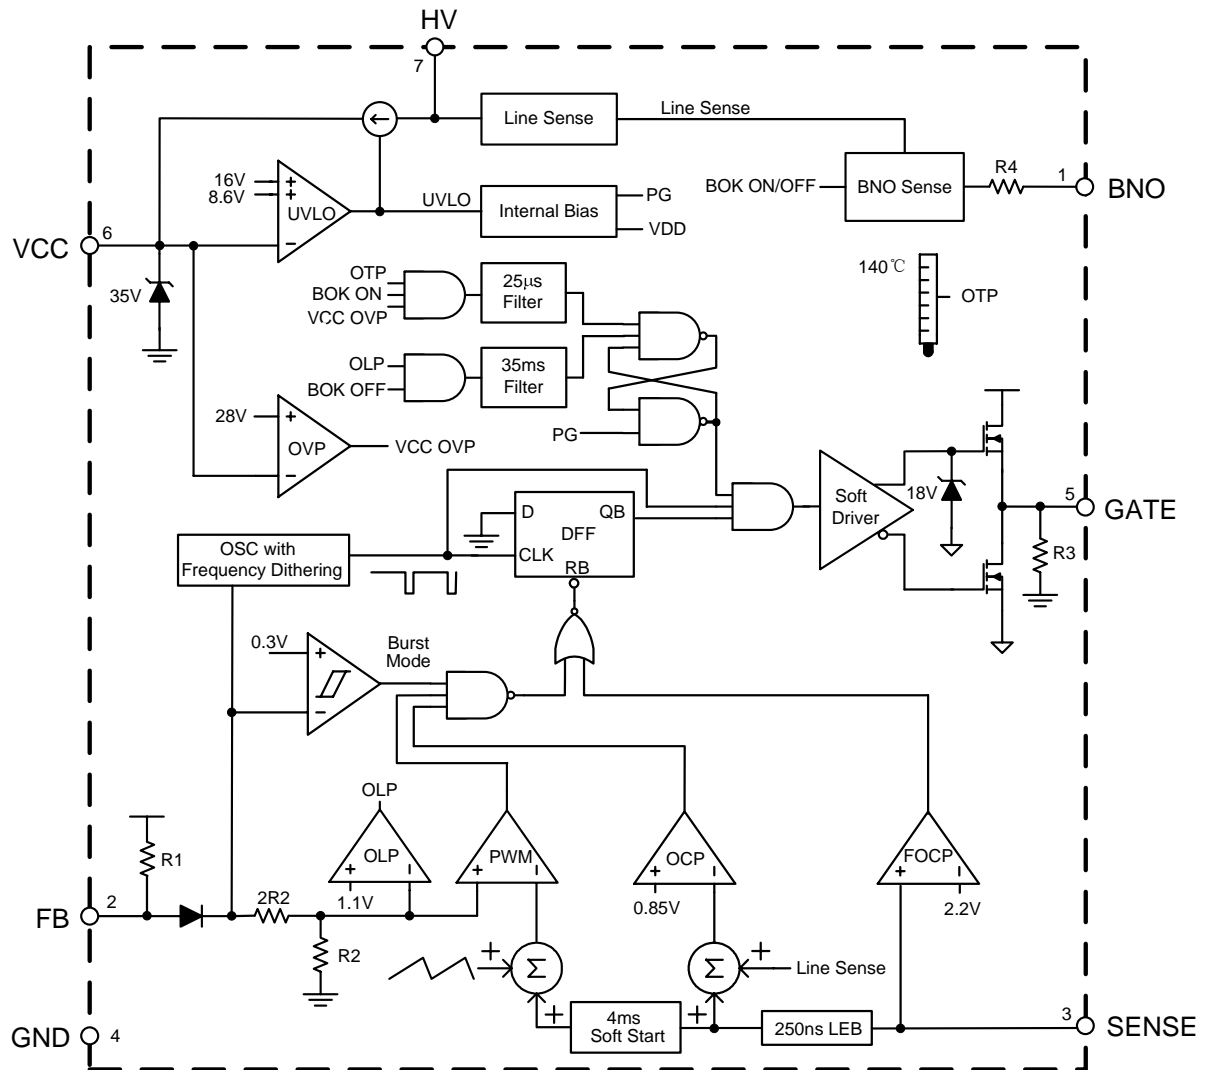 HV
7
Line Sense
Line Sense
16V
8.6V
+
+
UVLO
−
UVLO
Internal Bias
PG
VDD
BOK ON/OFF
BNO Sense
R4
1
BNO
VCC
6
35V
OTP
BOK ON
VCC OVP
25μs
Filter
OLP
BOK OFF
35ms
Filter
140℃
OTP
28V
+
OVP
−
VCC OVP
PG
OSC with
Frequency Dithering
D
QB
DFF
CLK
RB
Soft
Driver
18V
5
GATE
R3
0.3V
+
−
Burst
Mode
OLP
OLP
+
−
1.1V
PWM
+
−
OCP
+
−
0.85V
FOCP
+
−
2.2V
R1
2
FB
2R2
R2
+
Σ
+
+
Σ
+
Line Sense
4ms
Soft Start
250ns LEB
3
SENSE
GND
4